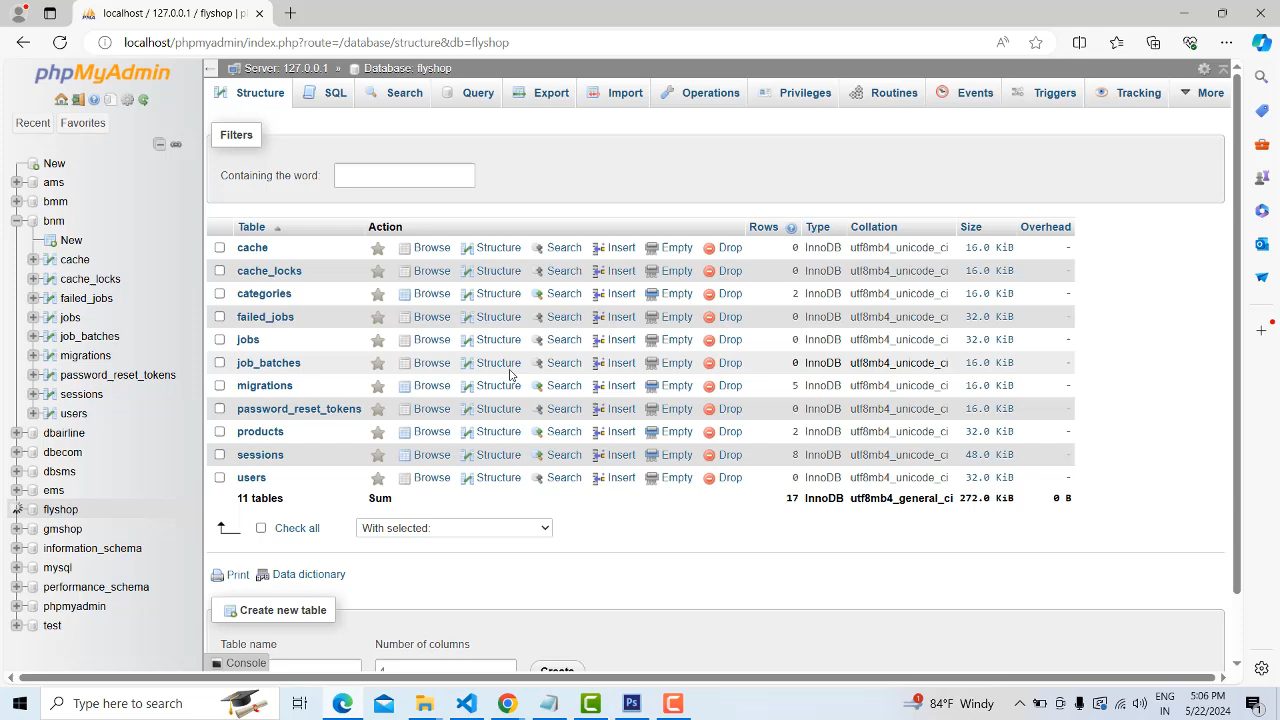 localhost / 127.0.0.1 / flyshop | p
localhost/phpmyadmin/index.php?route=/database/structure&db=flyshop
phpMyAdmin
Recent
Favorites
New
ams
bmm
bnm
New
cache
cache_locks
failed_jobs
jobs
job_batches
migrations
password_reset_tokens
sessions
users
dbairline
dbecom
dbsms
ems
flyshop
gmshop
information_schema
mysql
performance_schema
phpmyadmin
test
Server: 127.0.0.1 » Database: flyshop
Structure SQL Search Query Export Import Operations Privileges Routines Events Triggers Tracking More
Filters
Containing the word:
Table Action Rows Type Collation Size Overhead
cache Browse Structure Search Insert Empty Drop 0 InnoDB utf8mb4_unicode_ci 16.0 KiB -
cache_locks Browse Structure Search Insert Empty Drop 0 InnoDB utf8mb4_unicode_ci 16.0 KiB -
categories Browse Structure Search Insert Empty Drop 2 InnoDB utf8mb4_unicode_ci 16.0 KiB -
failed_jobs Browse Structure Search Insert Empty Drop 0 InnoDB utf8mb4_unicode_ci 32.0 KiB -
jobs Browse Structure Search Insert Empty Drop 0 InnoDB utf8mb4_unicode_ci 32.0 KiB -
job_batches Browse Structure Search Insert Empty Drop 0 InnoDB utf8mb4_unicode_ci 16.0 KiB -
migrations Browse Structure Search Insert Empty Drop 5 InnoDB utf8mb4_unicode_ci 16.0 KiB -
password_reset_tokens Browse Structure Search Insert Empty Drop 0 InnoDB utf8mb4_unicode_ci 16.0 KiB -
products Browse Structure Search Insert Empty Drop 2 InnoDB utf8mb4_unicode_ci 32.0 KiB -
sessions Browse Structure Search Insert Empty Drop 8 InnoDB utf8mb4_unicode_ci 48.0 KiB -
users Browse Structure Search Insert Empty Drop 0 InnoDB utf8mb4_unicode_ci 32.0 KiB -
11 tables Sum 17 InnoDB utf8mb4_general_ci 272.0 KiB 0 B
Check all With selected:
Print Data dictionary
Create new table
Table name Number of columns
4 Create
Console
Type here to search
84°F Windy
ENG
IN
5:06 PM
5/22/2024